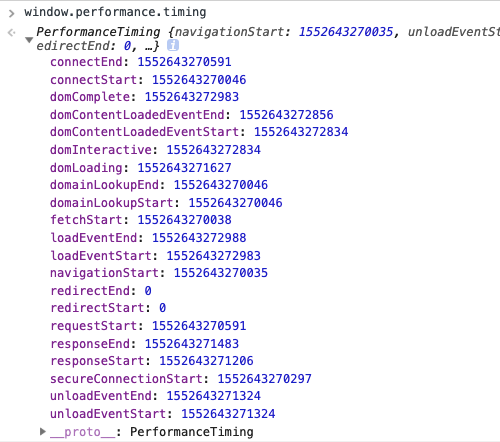 > window.performance.timing
PerformanceTiming {navigationStart: 1552643270035, unloadEventSt
edirectEnd: 0, …} i
connectEnd: 1552643270591
connectStart: 1552643270046
domComplete: 1552643272983
domContentLoadedEventEnd: 1552643272856
domContentLoadedEventStart: 1552643272834
domInteractive: 1552643272834
domLoading: 1552643271627
domainLookupEnd: 1552643270046
domainLookupStart: 1552643270046
fetchStart: 1552643270038
loadEventEnd: 1552643272988
loadEventStart: 1552643272983
navigationStart: 1552643270035
redirectEnd: 0
redirectStart: 0
requestStart: 1552643270591
responseEnd: 1552643271483
responseStart: 1552643271206
secureConnectionStart: 1552643270297
unloadEventEnd: 1552643271324
unloadEventStart: 1552643271324
__proto__: PerformanceTiming